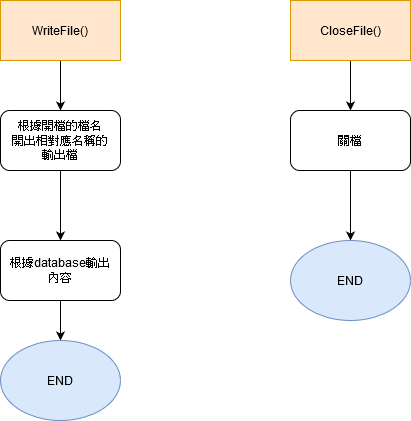 WriteFile()
根據開檔的檔名
開出相對應名稱的
輸出檔
根據database輸出
內容
END
CloseFile()
關檔
END